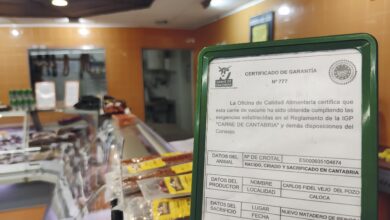 CERTIFICADO DE GARANTÍA
Nº 777
La Oficina de Calidad Alimentaria certifica que
esta carne de vacuno ha sido obtenida cumpliendo las
exigencias establecidas en el Reglamento de la IGP
"CARNE DE CANTABRIA" y demás disposiciones del
Consejo.
DATOS DEL ANIMAL
Nº DE CROTAL
ES020605104874
NACIDO, CRIADO Y SACRIFICADO EN CANTABRIA
DATOS DEL PRODUCTOR
NOMBRE
CARLOS FIDEL VEJO DEL POZO
LOCALIDAD
CALOCA
DATOS DEL SACRIFICIO
LUGAR
NUEVO MATADERO DE
FECHA